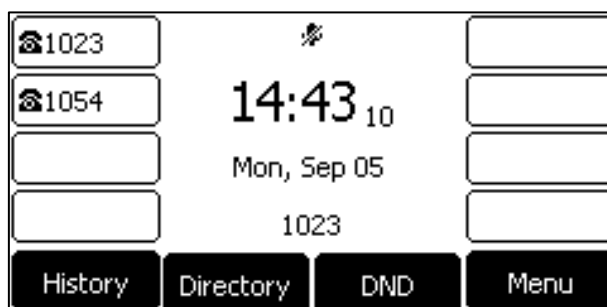 ☎1023
☎1054
14:43 10
Mon, Sep 05
1023
History Directory DND Menu